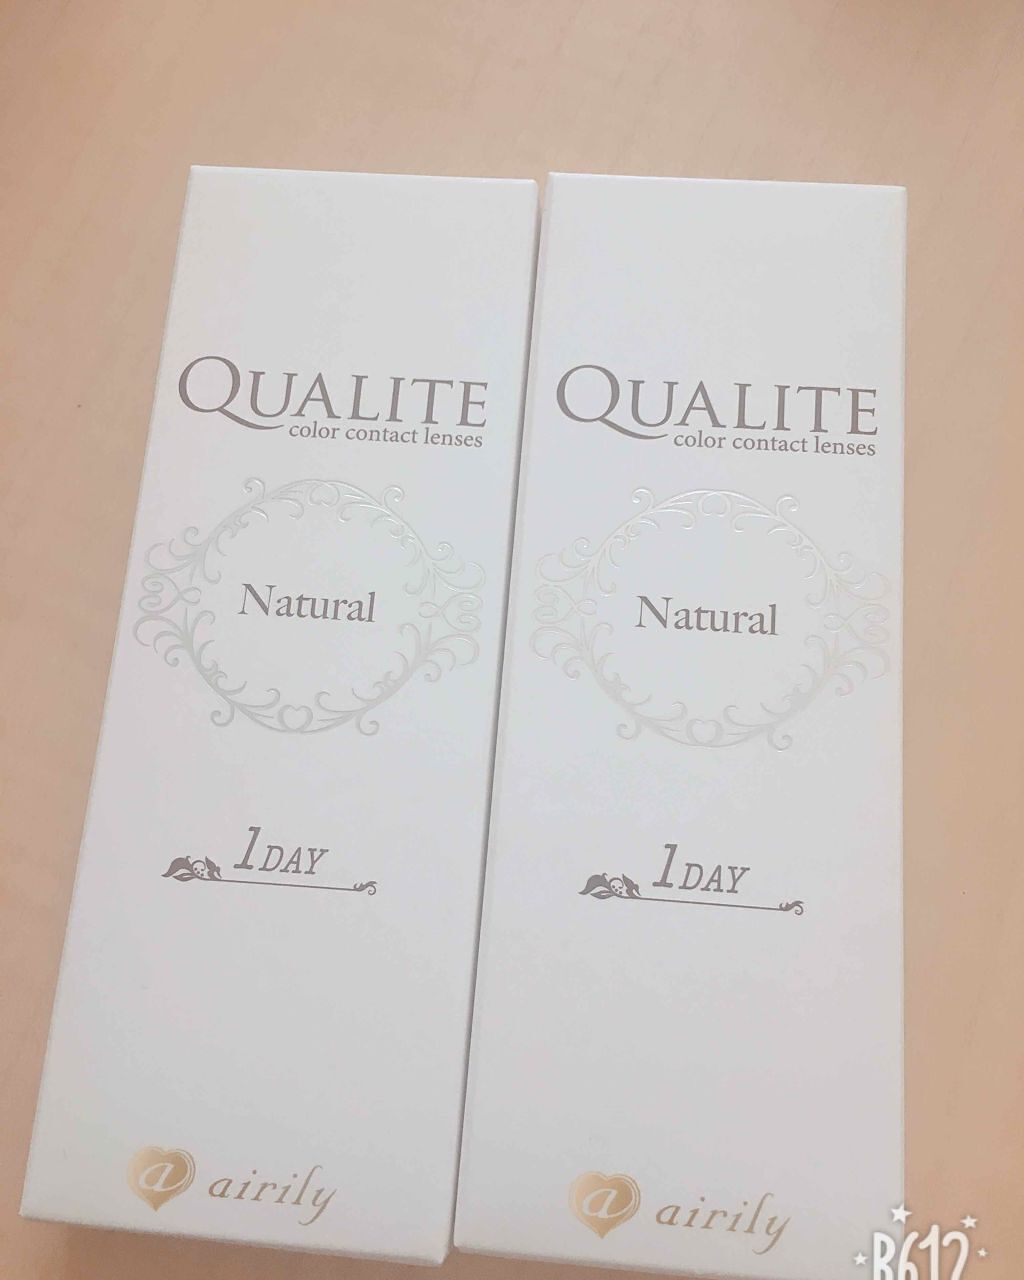 QUALITE
color contact lenses
Natural
1DAY
a airily
QUALITE
color contact lenses
Natural
1DAY
a airily
B612